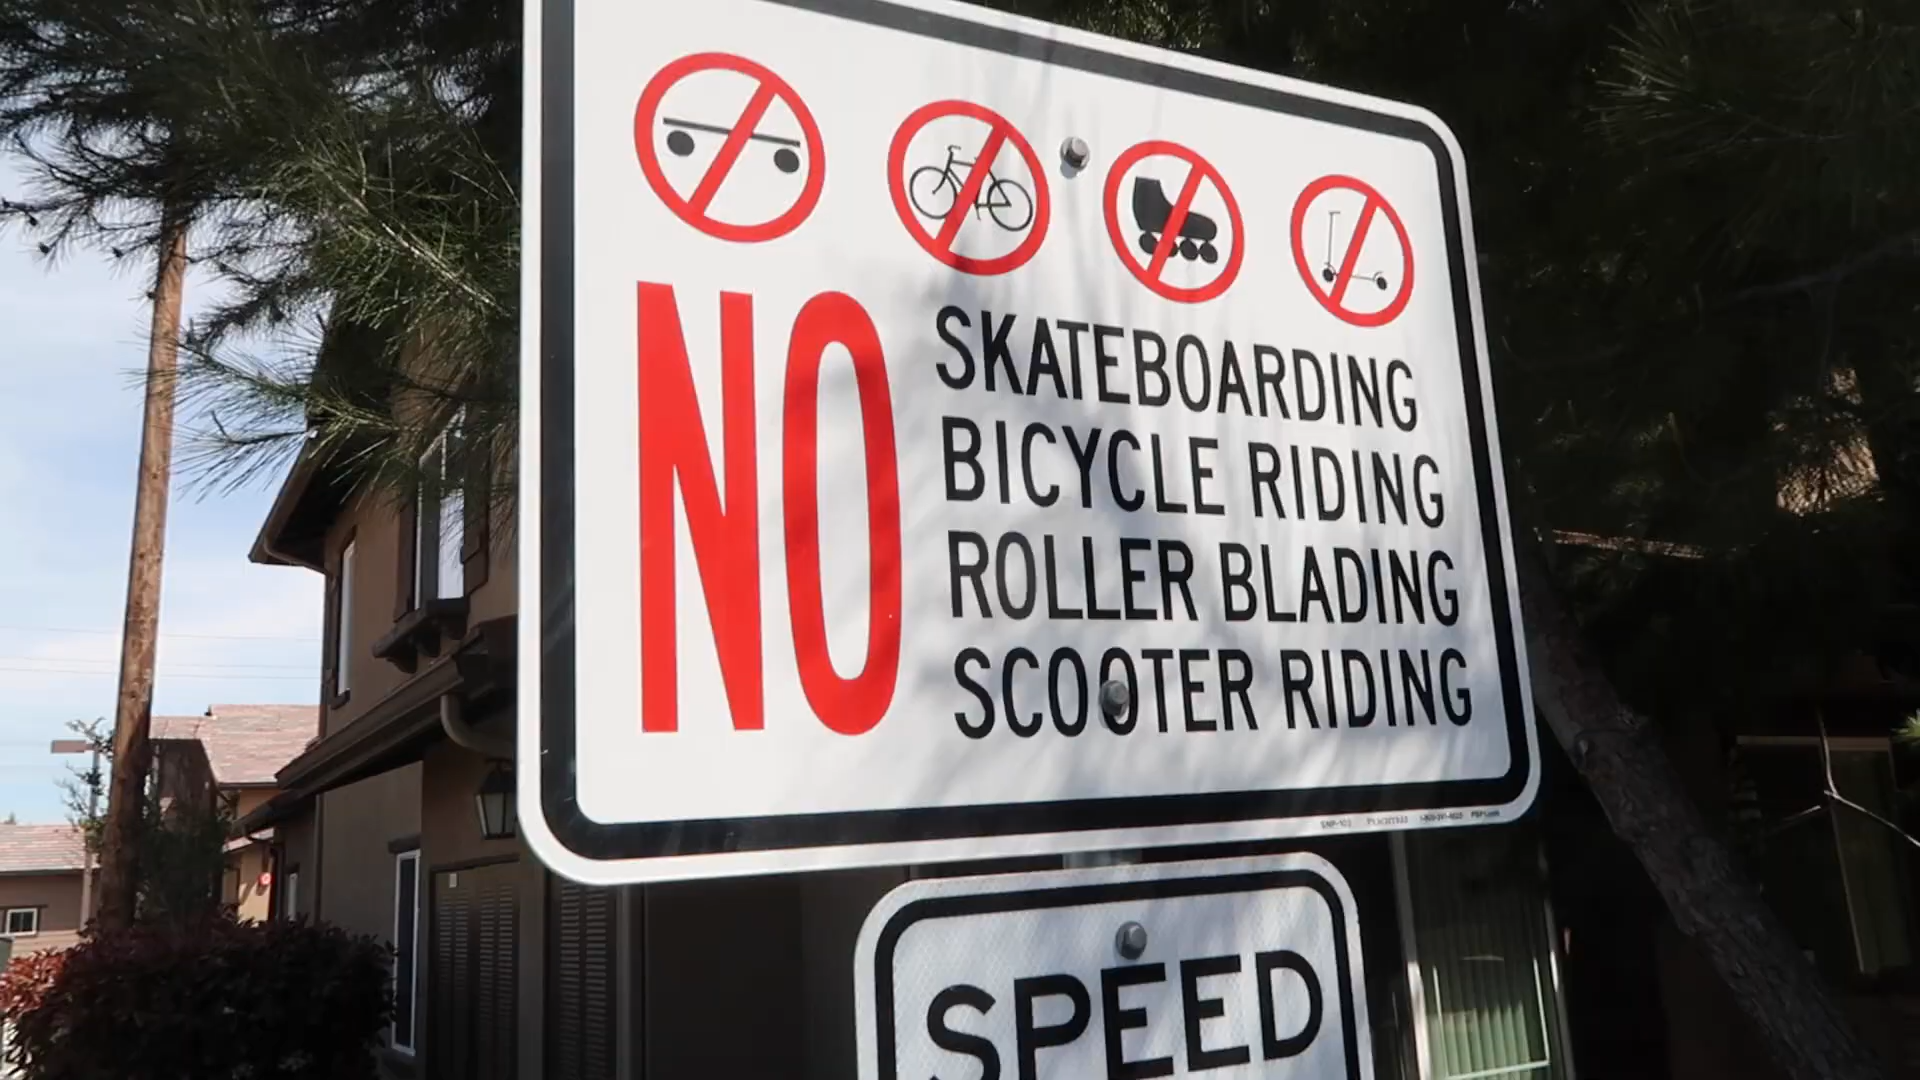 NO
SKATEBOARDING
BICYCLE RIDING
ROLLER BLADING
SCOOTER RIDING
SPEED